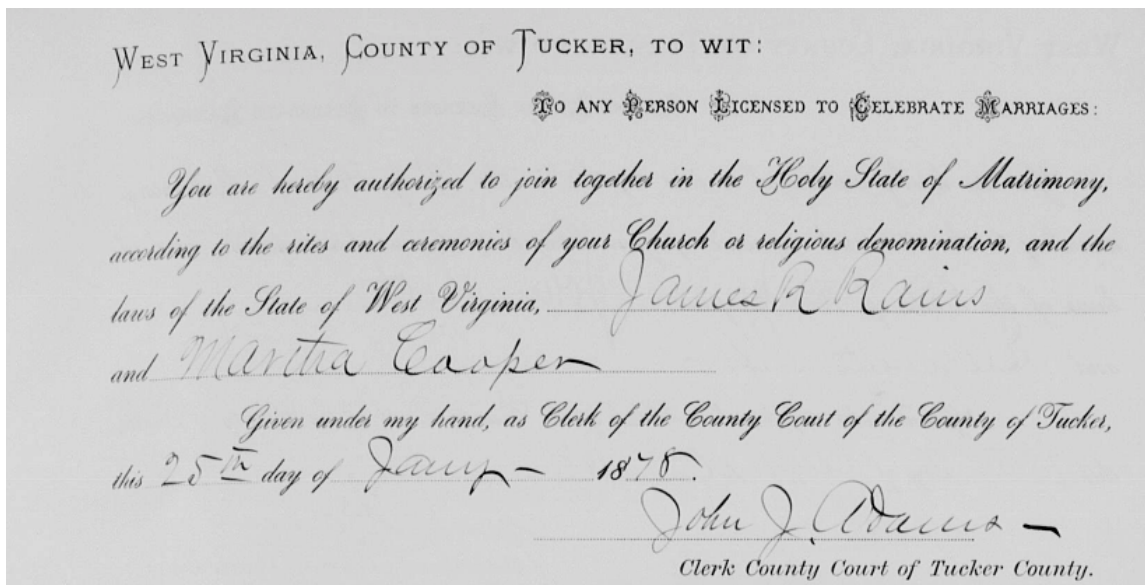 WEST VIRGINIA, COUNTY OF TUCKER, TO WIT:
TO ANY PERSON LICENSED TO CELEBRATE MARRIAGES:
You are hereby authorized to join together in the Holy State of Matrimony,
according to the rites and ceremonies of your Church or religious denomination, and the
laws of the State of West Virginia, James R Rains
and Martha Cooper
Given under my hand, as Clerk of the County Court of the County of Tucker,
this 25th day of Jany 1878.
John J. Adams
Clerk County Court of Tucker County.